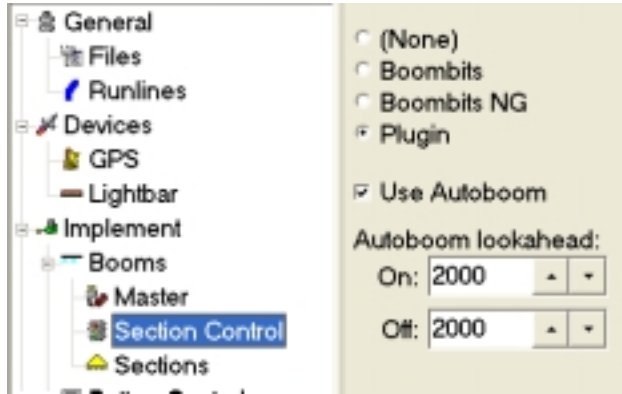 General
Files
Runlines
Devices
GPS
Lightbar
Implement
Booms
Master
Section Control
Sections
(None)
Boombits
Boombits NG
Plugin
Use Autoboom
Autoboom lookahead:
On: 2000
Off: 2000